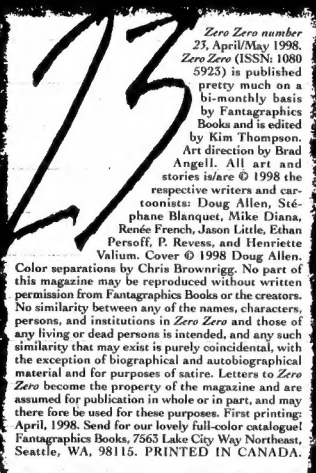 23
Zero Zero number
23, April/May 1998.
Zero Zero (ISSN: 1080
5923) is published
pretty much on a
bi-monthly basis
by Fantagraphics
Books and is edited
by Kim Thompson.
Art direction by Brad
Angell. All art and
stories is/are © 1998 the
respective writers and car-
toonists: Doug Allen, Sté-
phane Blanquet, Mike Diana,
Renée French, Jason Little, Ethan
Persoff, P. Revess, and Henriette
Valium. Cover © 1998 Doug Allen.
Color separations by Chris Brownrigg. No part of
this magazine may be reproduced without written
permission from Fantagraphics Books or the creators.
No similarity between any of the names, characters,
persons, and institutions in Zero Zero and those of
any living or dead persons is intended, and any such
similarity that may exist is purely coincidental, with
the exception of biographical and autobiographical
material and for purposes of satire. Letters to Zero
Zero become the property of the magazine and are
assumed for publication in whole or in part, and may
there fore be used for these purposes. First printing:
April, 1998. Send for our lovely full-color catalogue!
Fantagraphics Books, 7563 Lake City Way Northeast,
Seattle, WA, 98115. PRINTED IN CANADA.